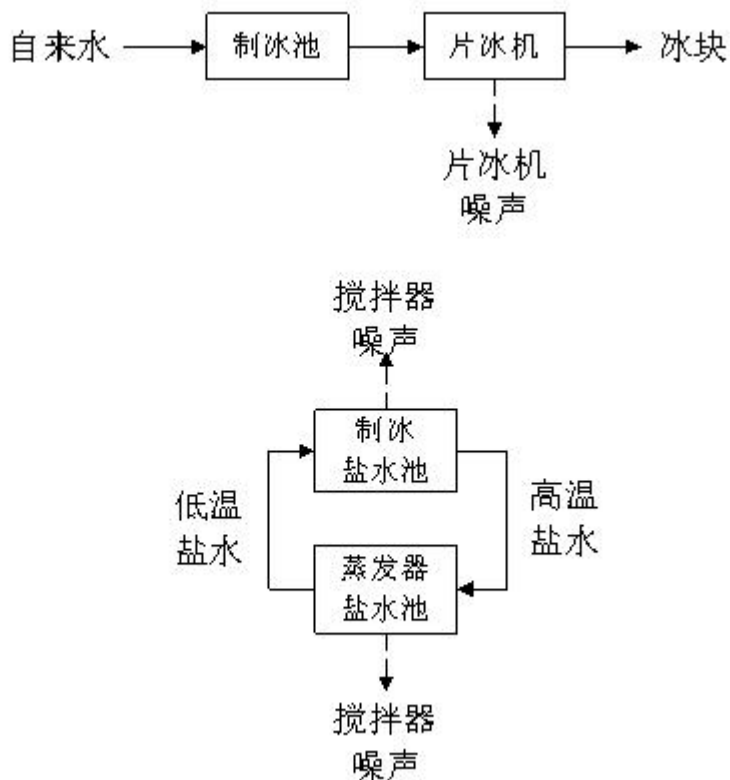 自来水
制冰池
片冰机
冰块
片冰机
噪声
搅拌器
噪声
制冰
盐水池
低温
盐水
高温
盐水
蒸发器
盐水池
搅拌器
噪声